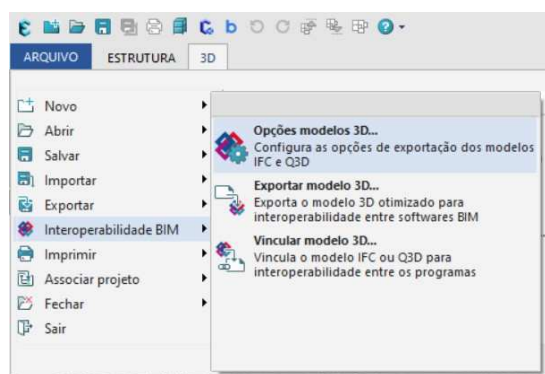 ARQUIVO ESTRUTURA 3D
Novo
Abrir
Salvar
Importar
Exportar
Interoperabilidade BIM
Imprimir
Associar projeto
Fechar
Sair
Opções modelos 3D...
Configura as opções de exportação dos modelos
IFC e Q3D
Exportar modelo 3D...
Exporta o modelo 3D otimizado para
interoperabilidade entre softwares BIM
Vincular modelo 3D...
Vincula o modelo IFC ou Q3D para
interoperabilidade entre os programas